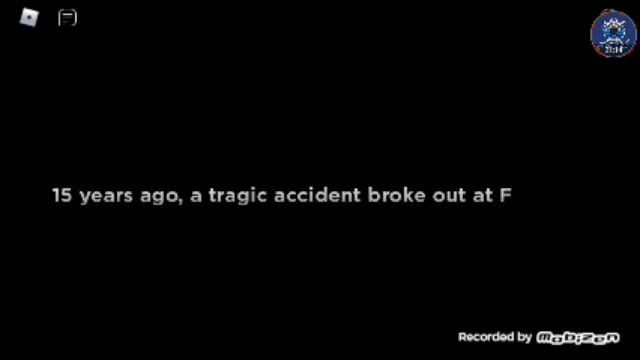 15 years ago, a tragic accident broke out at F
Recorded by Mobizen